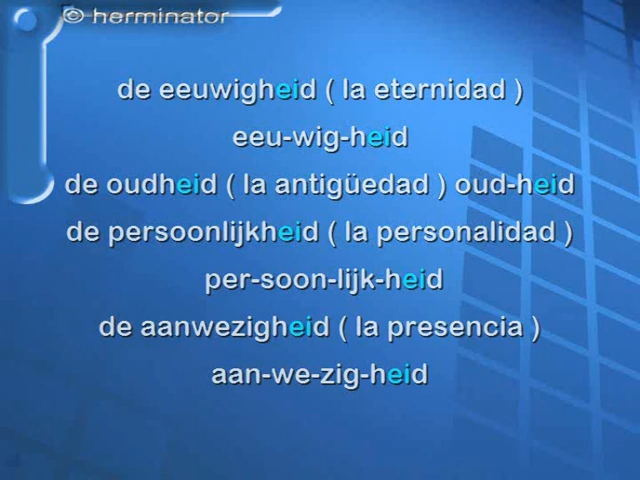 © herminator
de eeuwigheid ( la eternidad )
eeu-wig-heid
de oudheid ( la antigüedad ) oud-heid
de persoonlijkheid ( la personalidad )
per-soon-lijk-heid
de aanwezigheid ( la presencia )
aan-we-zig-heid